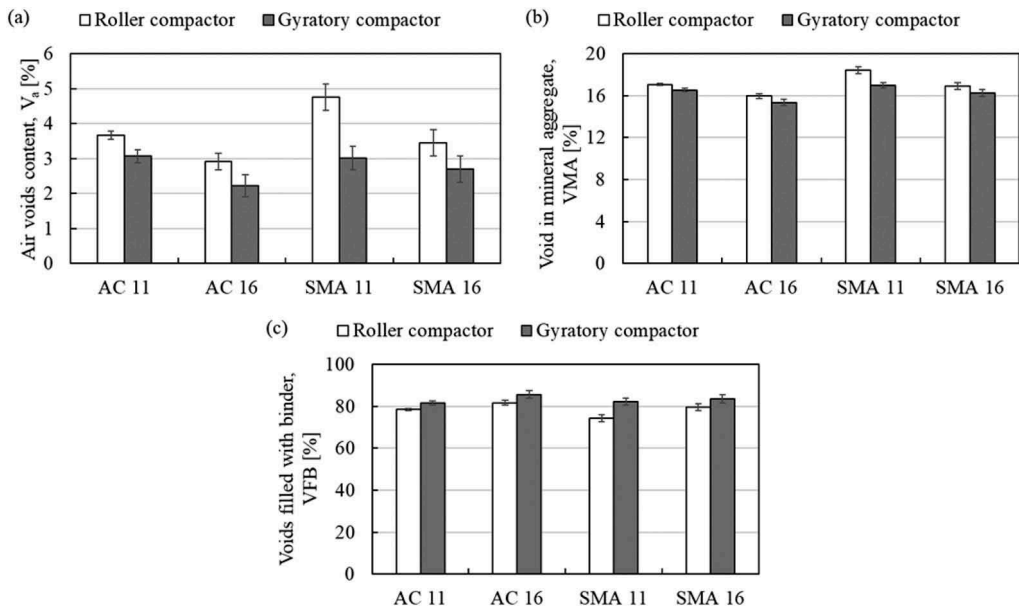 (a)
Roller compactor Gyratory compactor
Air voids content, Va [%]
6
5
4
3
2
1
0
AC 11 AC 16 SMA 11 SMA 16
(b)
Roller compactor Gyratory compactor
Void in mineral aggregate,
VMA [%]
20
16
12
8
4
0
AC 11 AC 16 SMA 11 SMA 16
(c)
Roller compactor Gyratory compactor
Voids filled with binder,
VFB [%]
100
80
60
40
20
0
AC 11 AC 16 SMA 11 SMA 16